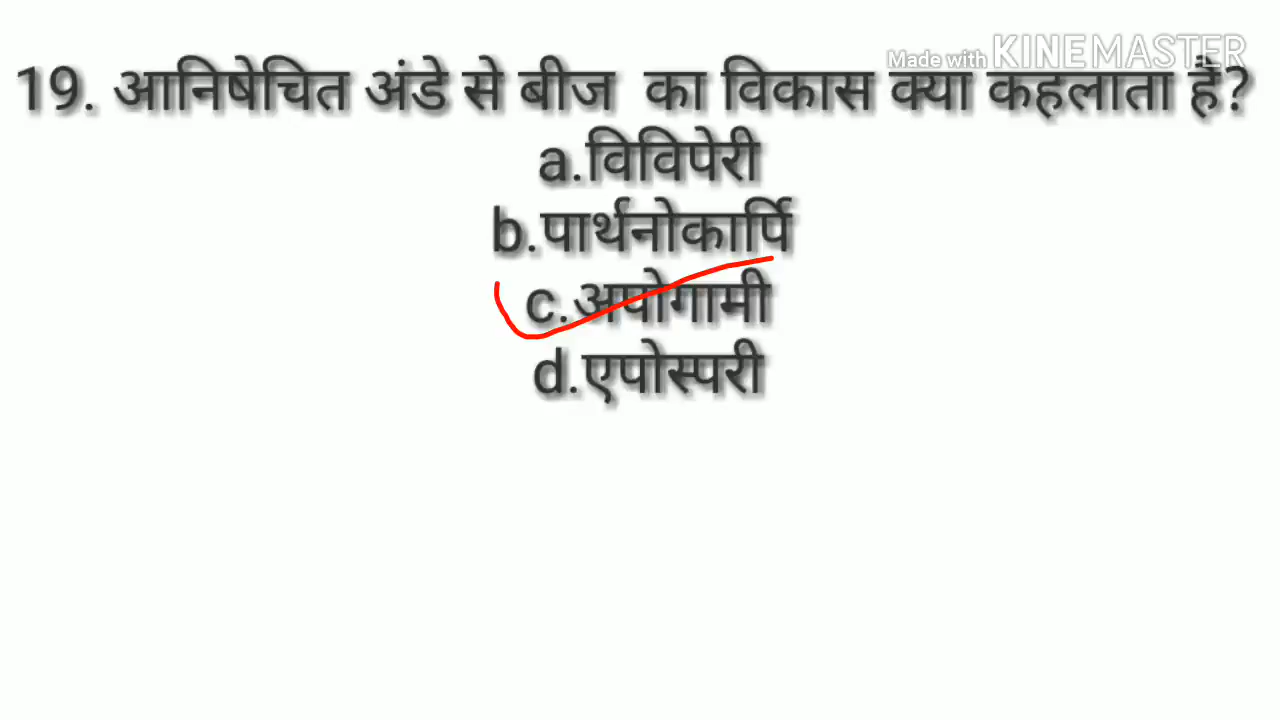 Made with KINEMASTER
19. आनिषेचित अंडे से बीज का विकास क्या कहलाता है?
a.विविपेरी
b.पार्थनोकार्पि
c.अपोगामी
d.एपोस्परी